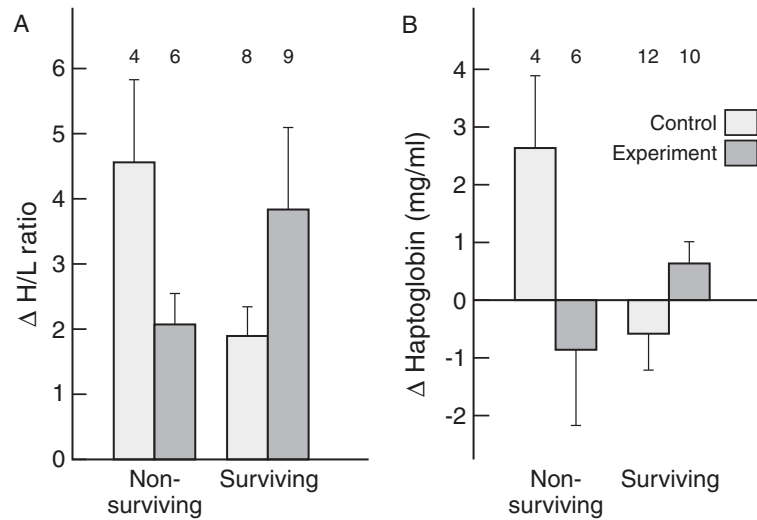 A
4 6 8 9
6
5
4
3
2
1
0
Δ H/L ratio
Non-
surviving
Surviving
B
4 6 12 10
4
3
2
1
0
-1
-2
Δ Haptoglobin (mg/ml)
Control
Experiment
Non-
surviving
Surviving